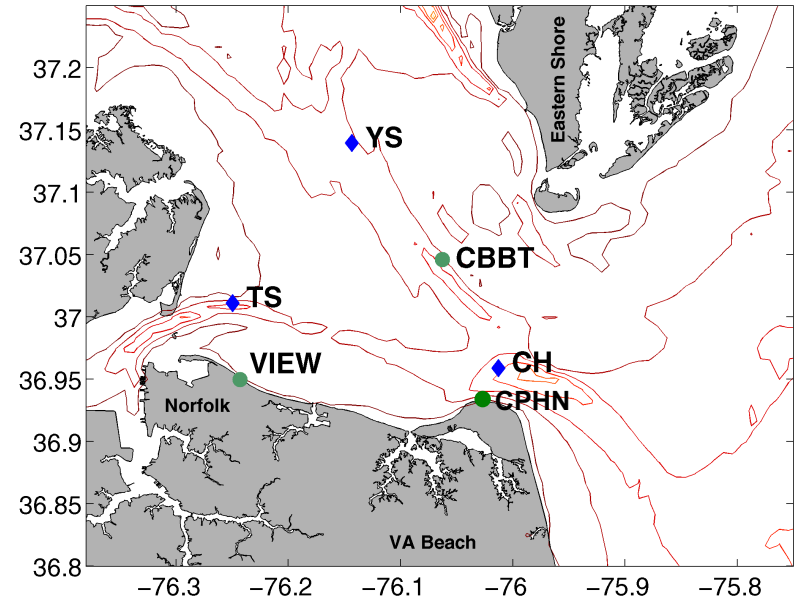 37.2
37.15
37.1
37.05
37
36.95
36.9
36.85
36.8
Eastern Shore
YS
CBBT
TS
CH
VIEW
CPHN
Norfolk
VA Beach
−76.3
−76.2
−76.1
−76
−75.9
−75.8